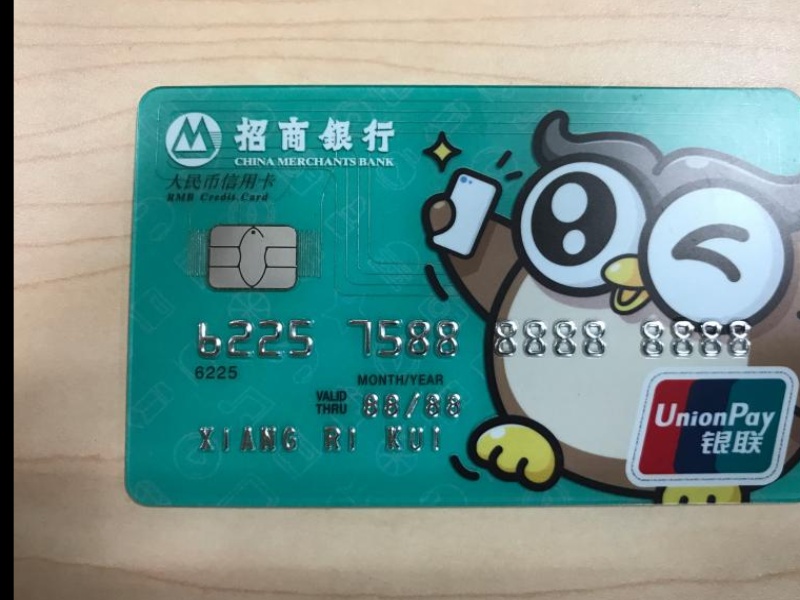 招商銀行
CHINA MERCHANTS BANK
人民币信用卡
RMB Credit Card
6225 7588 8888 8888
6225
MONTH/YEAR
VALID THRU 88/88
XIANG RI KUI
UnionPay
银联